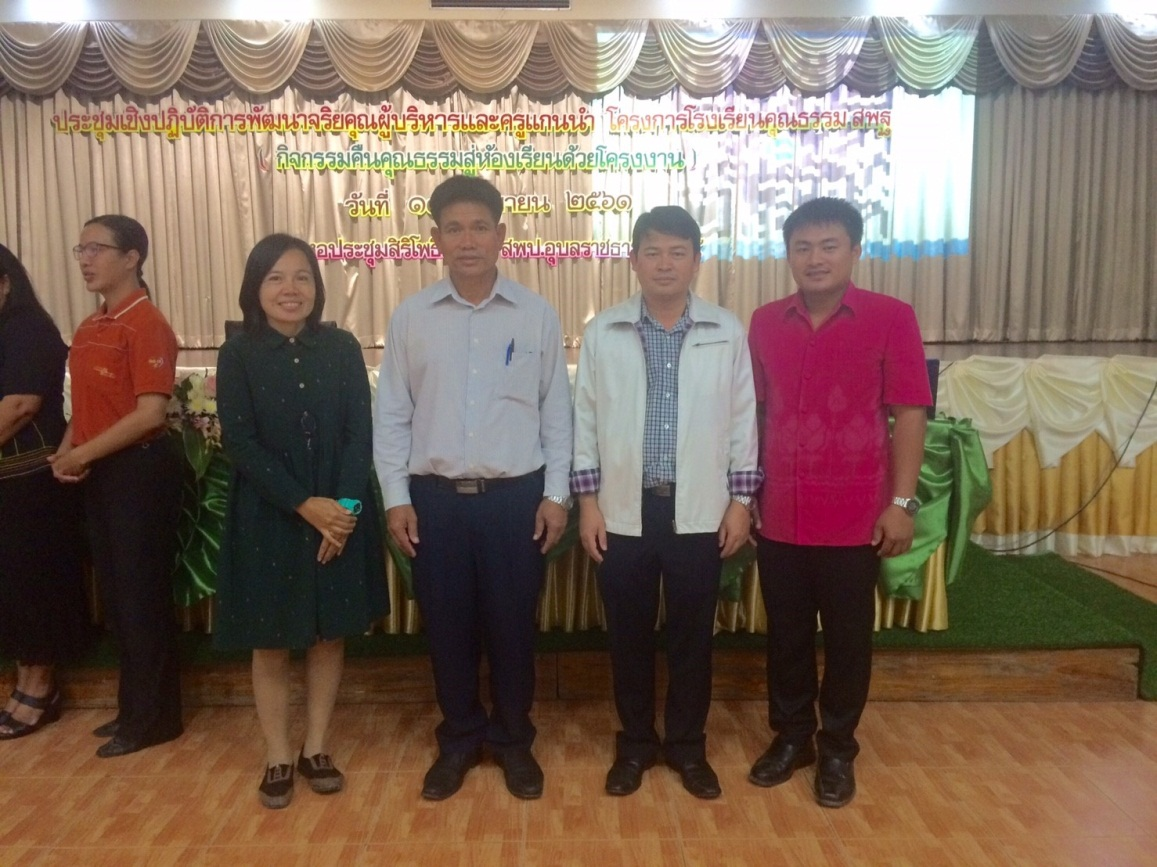 ประชุมเชิงปฏิบัติการพัฒนาจริยคุณผู้บริหารและครูแกนนำ โครงการโรงเรียนคุณธรรม สพฐ
( กิจกรรมคืนคุณธรรมสู่ห้องเรียนด้วยโครงงาน )
วันที่ ๒๕๖๑
สพป.อุบลราชธา